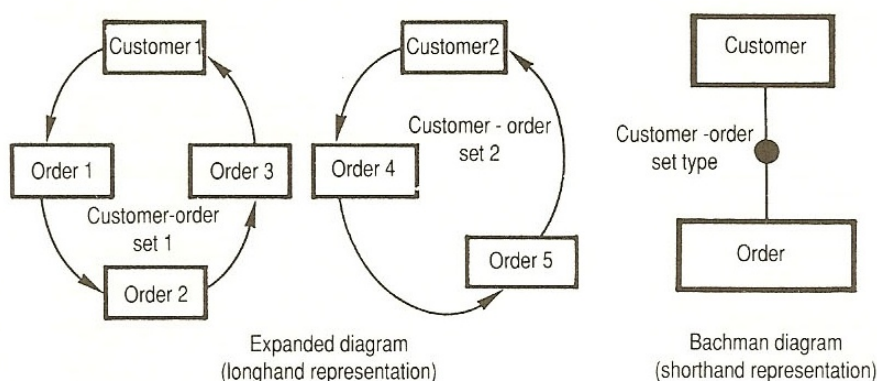 Customer 1
Order 1
Order 3
Customer-order
set 1
Order 2
Customer2
Customer - order
set 2
Order 4
Order 5
Expanded diagram
(longhand representation)
Customer
Customer -order
set type
Order
Bachman diagram
(shorthand representation)